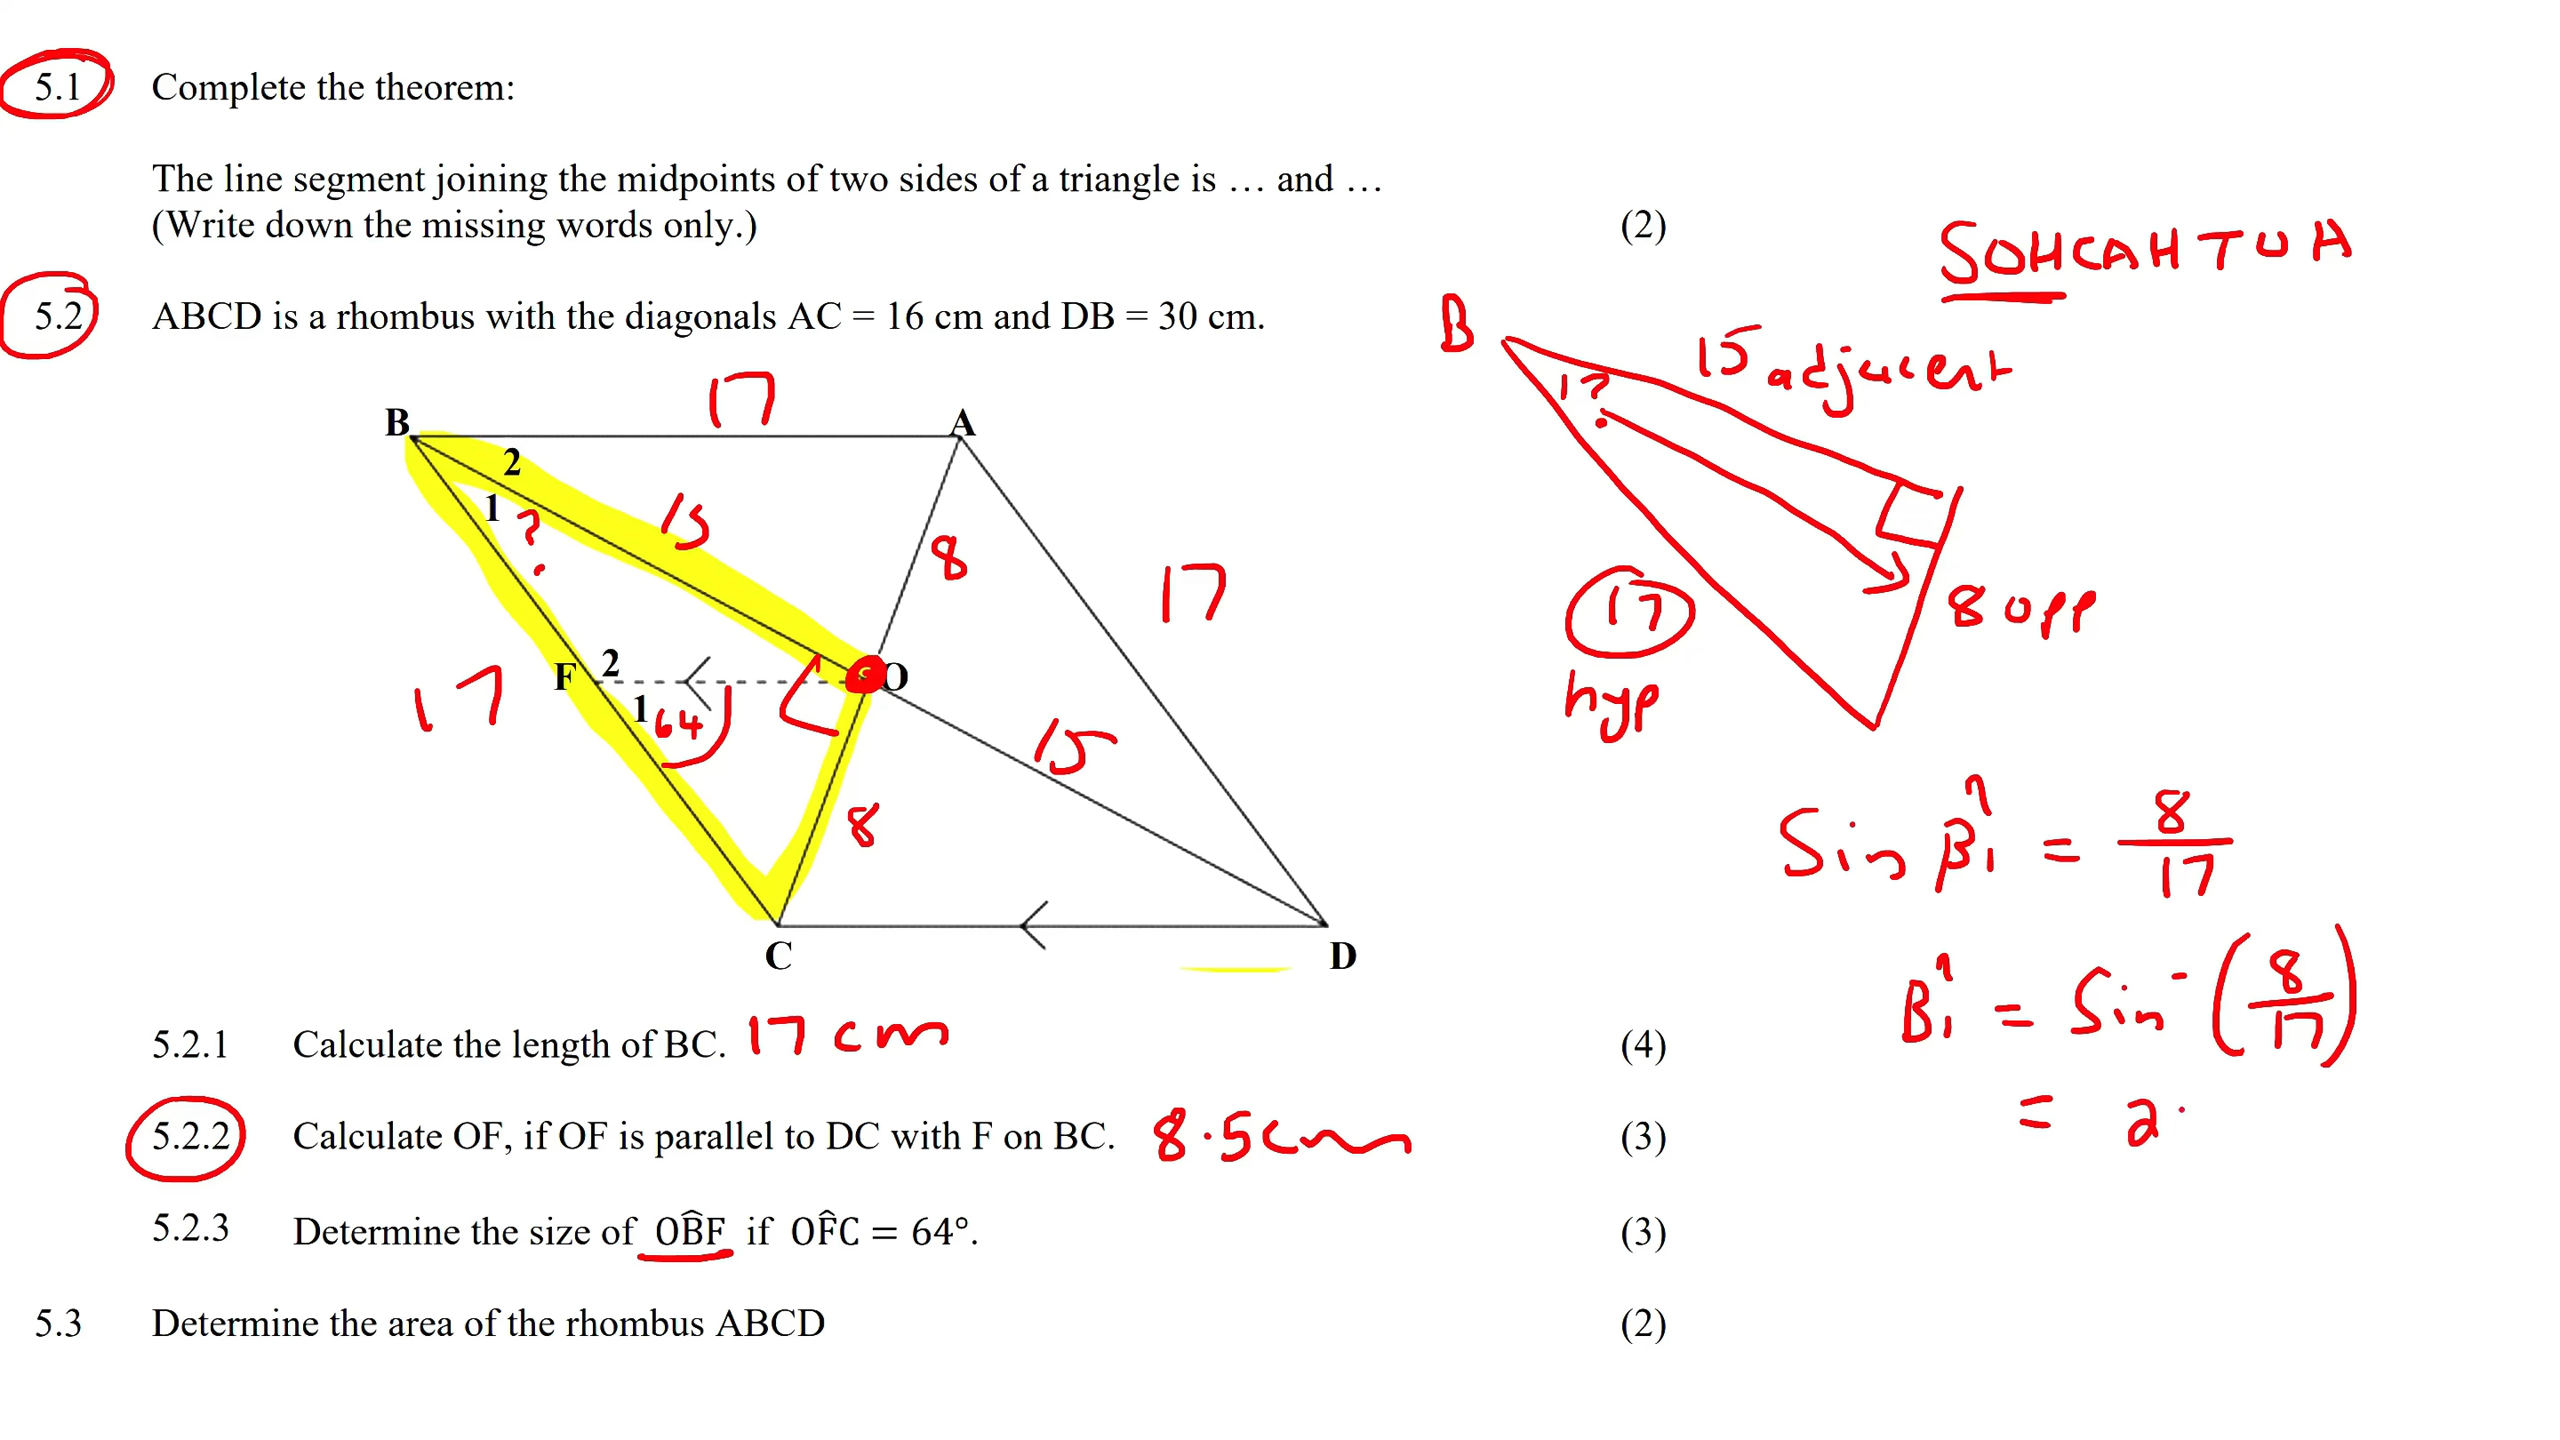 5.1 Complete the theorem:
The line segment joining the midpoints of two sides of a triangle is … and …
(Write down the missing words only.) (2)
SOHCAHTOA
5.2 ABCD is a rhombus with the diagonals AC = 16 cm and DB = 30 cm.
B 15 adjacent
1?
17
B A
2
1 ?
15
8
17
17
hyp
8 opp
F 2 O
1 64
15
8
C D
Sin B̂1 = 8/17
B̂1 = Sin⁻ (8/17)
= 2.
5.2.1 Calculate the length of BC. 17 cm (4)
5.2.2 Calculate OF, if OF is parallel to DC with F on BC. 8.5cm (3)
5.2.3 Determine the size of OB̂F if OF̂C = 64°. (3)
5.3 Determine the area of the rhombus ABCD (2)